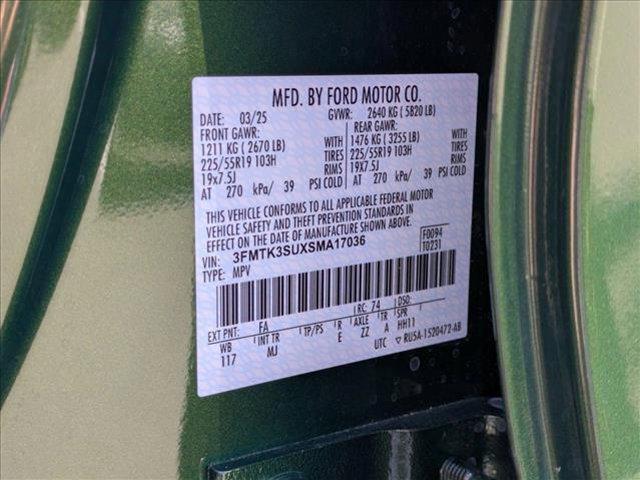 MFD. BY FORD MOTOR CO.
DATE: 03/25 GVWR: 2640 KG ( 5820 LB)
FRONT GAWR: REAR GAWR:
1211 KG ( 2670 LB) WITH 1476 KG ( 3255 LB) WITH
225/55R19 103H TIRES 225/55R19 103H TIRES
19x7.5J RIMS 19x7.5J RIMS
AT 270 kPa/ 39 PSI COLD AT 270 kPa/ 39 PSI COLD
THIS VEHICLE CONFORMS TO ALL APPLICABLE FEDERAL MOTOR
VEHICLE SAFETY AND THEFT PREVENTION STANDARDS IN
EFFECT ON THE DATE OF MANUFACTURE SHOWN ABOVE.
VIN: 3FMTK3SUXSMA17036 F0094
TYPE: MPV T0231
EXT PNT: FA RC: 74 DSO:
WB INT TR TP/PS R AXLE TR SPR
117 MJ E ZZ A HH11
UTC ▽ RU5A-1520472-AB